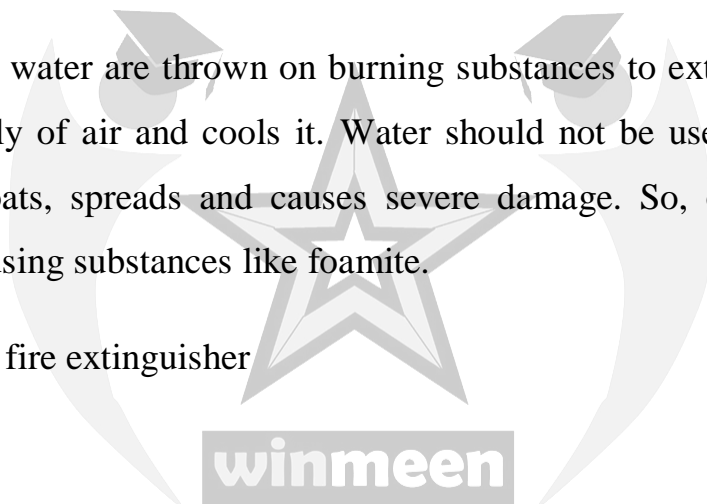 water are thrown on burning substances to ext
ly of air and cools it. Water should not be use
ats, spreads and causes severe damage. So,
sing substances like foamite.
fire extinguisher
winmeen